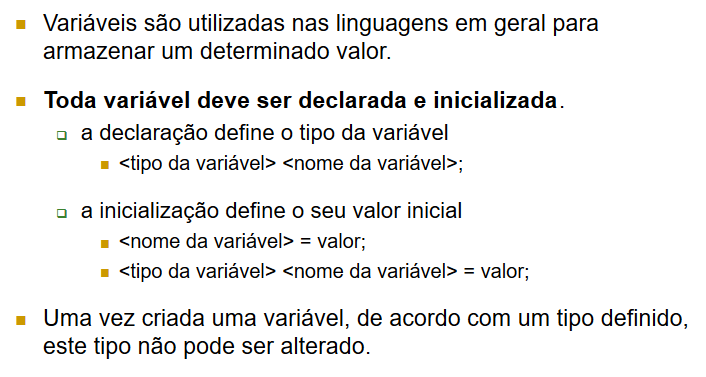 Variáveis são utilizadas nas linguagens em geral para
armazenar um determinado valor.
Toda variável deve ser declarada e inicializada.
a declaração define o tipo da variável
<tipo da variável> <nome da variável>;
a inicialização define o seu valor inicial
<nome da variável> = valor;
<tipo da variável> <nome da variável> = valor;
Uma vez criada uma variável, de acordo com um tipo definido,
este tipo não pode ser alterado.